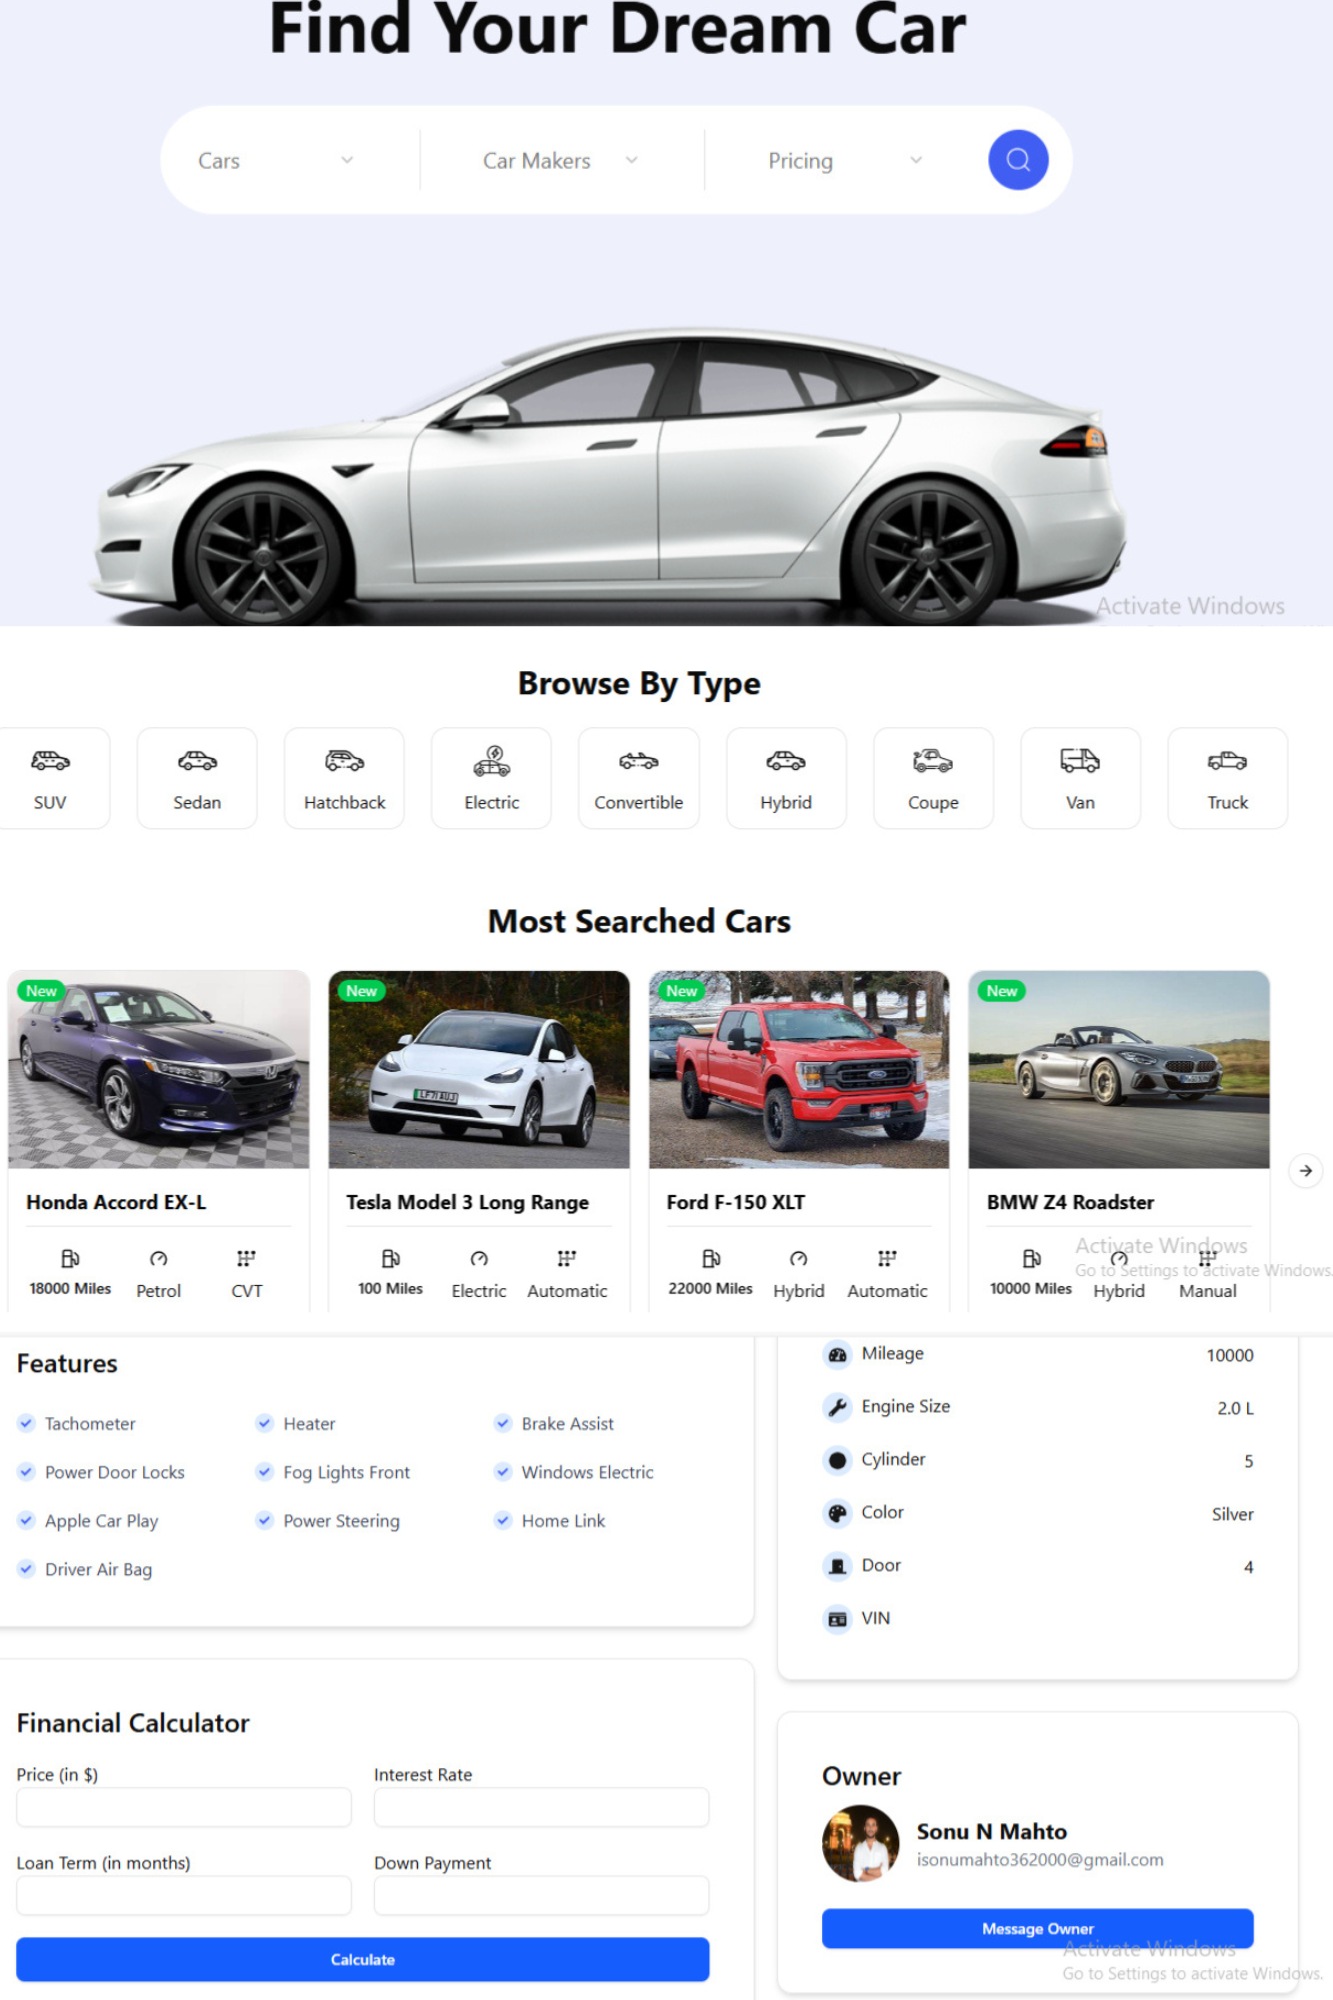 Find Your Dream Car
Cars
Car Makers
Pricing
Activate Windows
Browse By Type
SUV
Sedan
Hatchback
Electric
Convertible
Hybrid
Coupe
Van
Truck
Most Searched Cars
New
New
New
New
LF71 AUJ
Honda Accord EX-L
Tesla Model 3 Long Range
Ford F-150 XLT
BMW Z4 Roadster
Activate Windows
Go to Settings to activate Windows.
18000 Miles
Petrol
CVT
100 Miles
Electric
Automatic
22000 Miles
Hybrid
Automatic
10000 Miles
Hybrid
Manual
Features
Tachometer
Heater
Brake Assist
Power Door Locks
Fog Lights Front
Windows Electric
Apple Car Play
Power Steering
Home Link
Driver Air Bag
Mileage 10000
Engine Size 2.0 L
Cylinder 5
Color Silver
Door 4
VIN
Financial Calculator
Price (in $)
Interest Rate
Loan Term (in months)
Down Payment
Calculate
Owner
Sonu N Mahto
isonumahto362000@gmail.com
Message Owner
Activate Windows
Go to Settings to activate Windows.